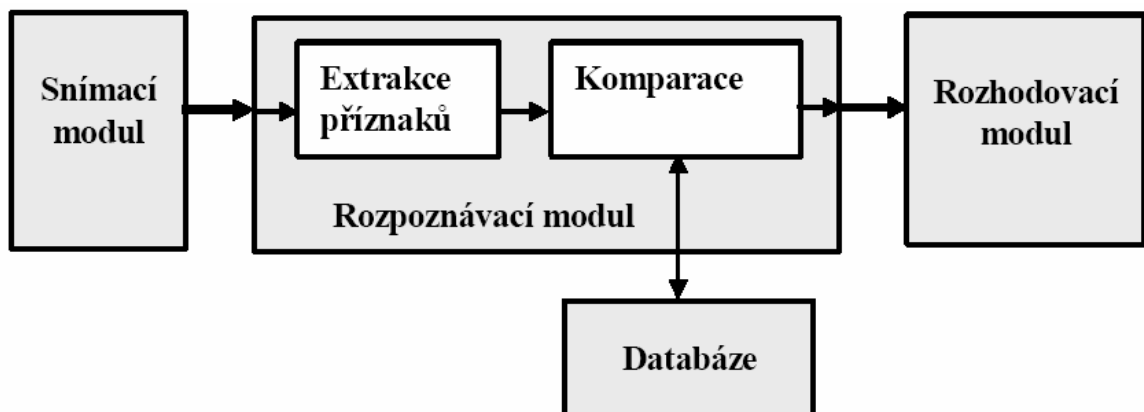 Snímací
modul
Extrakce
příznaků
Komparace
Rozpoznávací modul
Rozhodovací
modul
Databáze